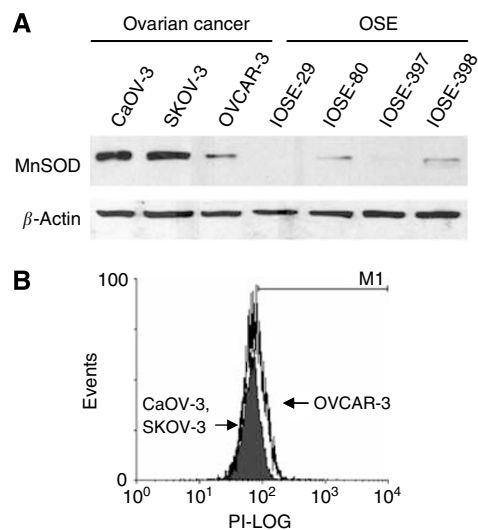 A
Ovarian cancer OSE
CaOV-3 SKOV-3 OVCAR-3 IOSE-29 IOSE-80 IOSE-397 IOSE-398
MnSOD
β-Actin
B
100
M1
Events
CaOV-3,
SKOV-3
OVCAR-3
0
10⁰ 10¹ 10² 10³ 10⁴
PI-LOG